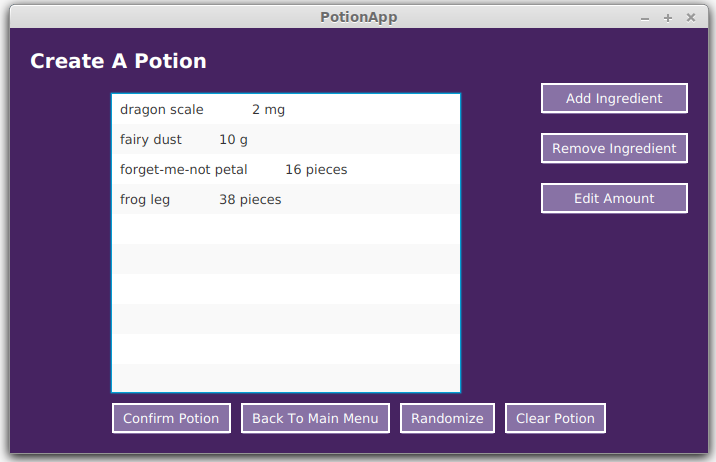 PotionApp
Create A Potion
dragon scale 2 mg
fairy dust 10 g
forget-me-not petal 16 pieces
frog leg 38 pieces
Add Ingredient
Remove Ingredient
Edit Amount
Confirm Potion Back To Main Menu Randomize Clear Potion